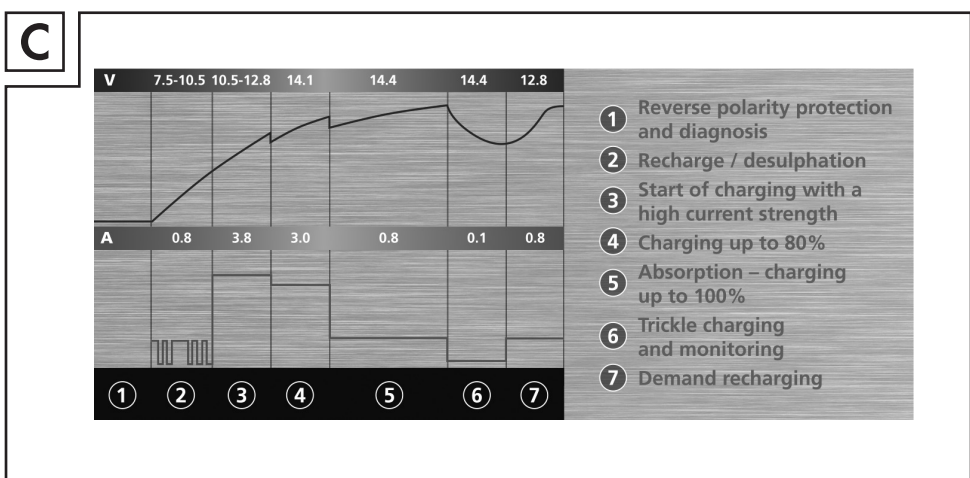 C
V 7.5-10.5 10.5-12.8 14.1 14.4 14.4 12.8
A 0.8 3.8 3.0 0.8 0.1 0.8
1 2 3 4 5 6 7
1 Reverse polarity protection
and diagnosis
2 Recharge / desulphation
3 Start of charging with a
high current strength
4 Charging up to 80%
5 Absorption – charging
up to 100%
6 Trickle charging
and monitoring
7 Demand recharging